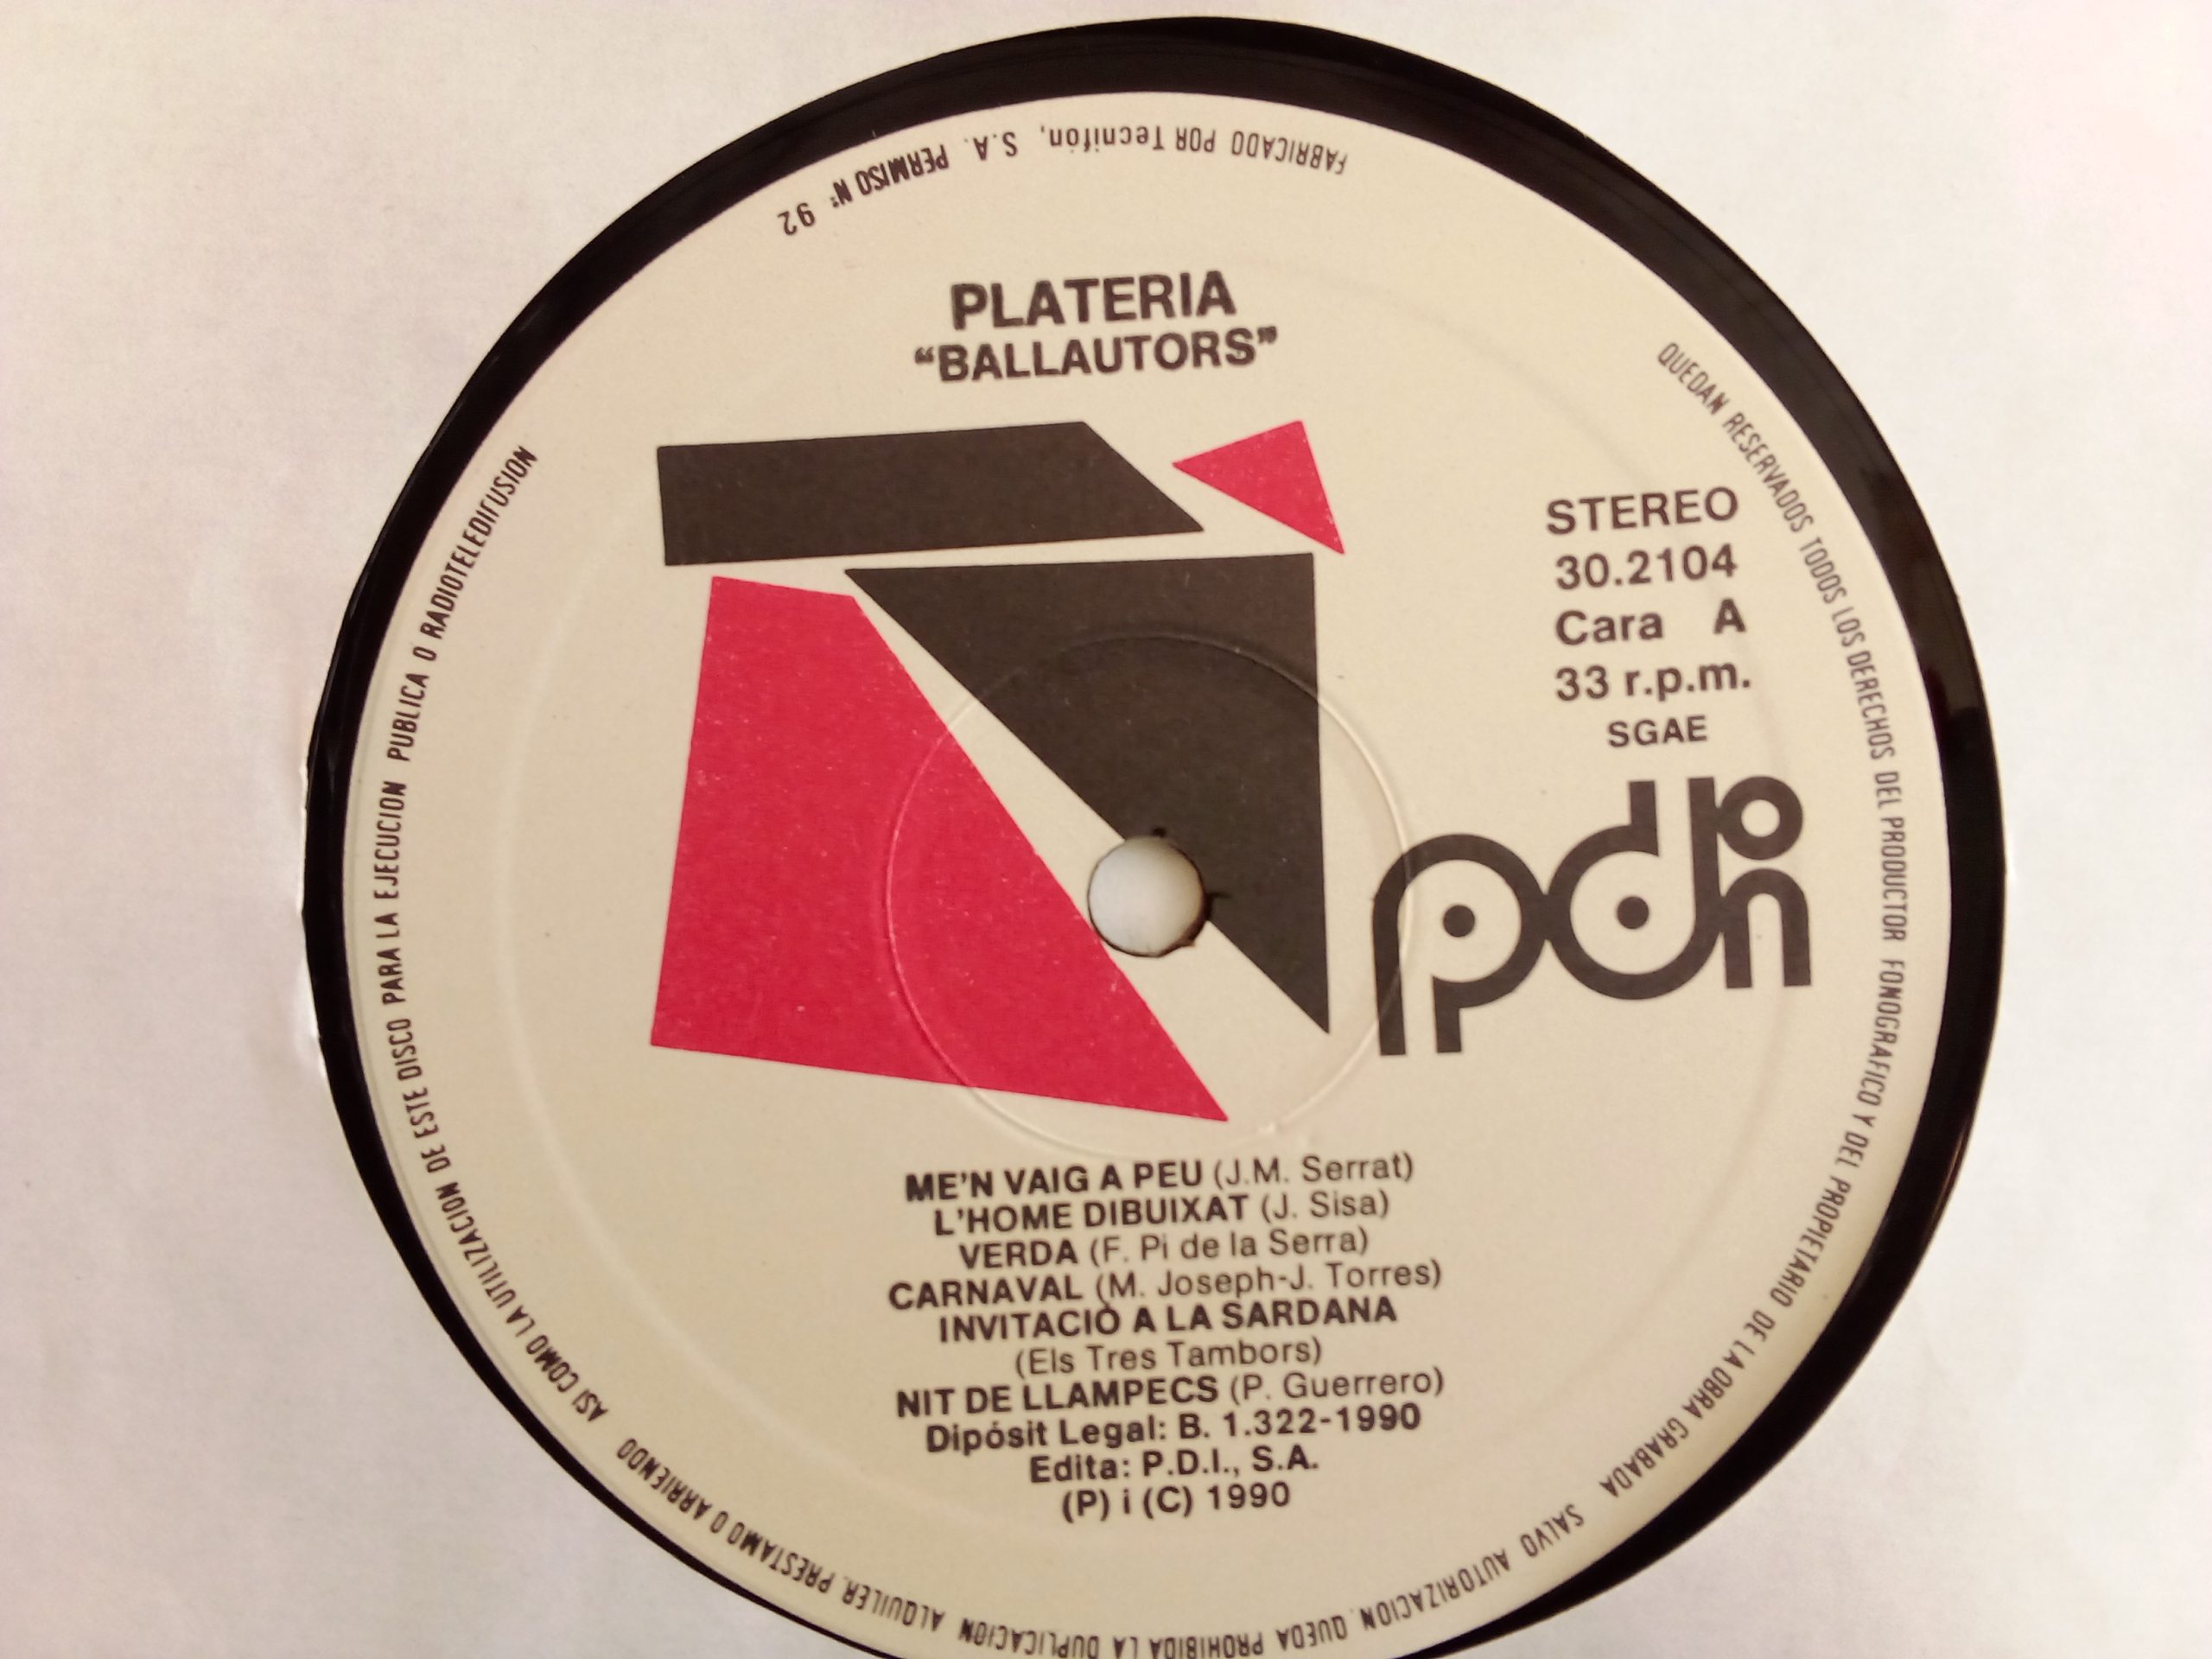 PLATERIA
“BALLAUTORS”
STEREO
30.2104
Cara A
33 r.p.m.
SGAE
pdi
ME'N VAIG A PEU (J.M. Serrat)
L'HOME DIBUIXAT (J. Sisa)
VERDA (F. Pi de la Serra)
CARNAVAL (M. Joseph-J. Torres)
INVITACIÒ A LA SARDANA
(Els Tres Tambors)
NIT DE LLAMPECS (P. Guerrero)
Dipósit Legal: B. 1.322-1990
Edita: P.D.I., S.A.
(P) i (C) 1990
FABRICADO POR Tecnifón, S.A. PERMISO Nº 92
QUEDAN RESERVADOS TODOS LOS DERECHOS DEL PRODUCTOR FONOGRAFICO Y DEL PROPIETARIO DE LA OBRA GRABADA SALVO AUTORIZACION. QUEDA PROHIBIDA LA DUPLICACION ALQUILER, PRESTAMO O ARRIENDO ASI COMO LA UTILIZACION DE ESTE DISCO PARA LA EJECUCION PUBLICA O RADIOTELEDIFUSION